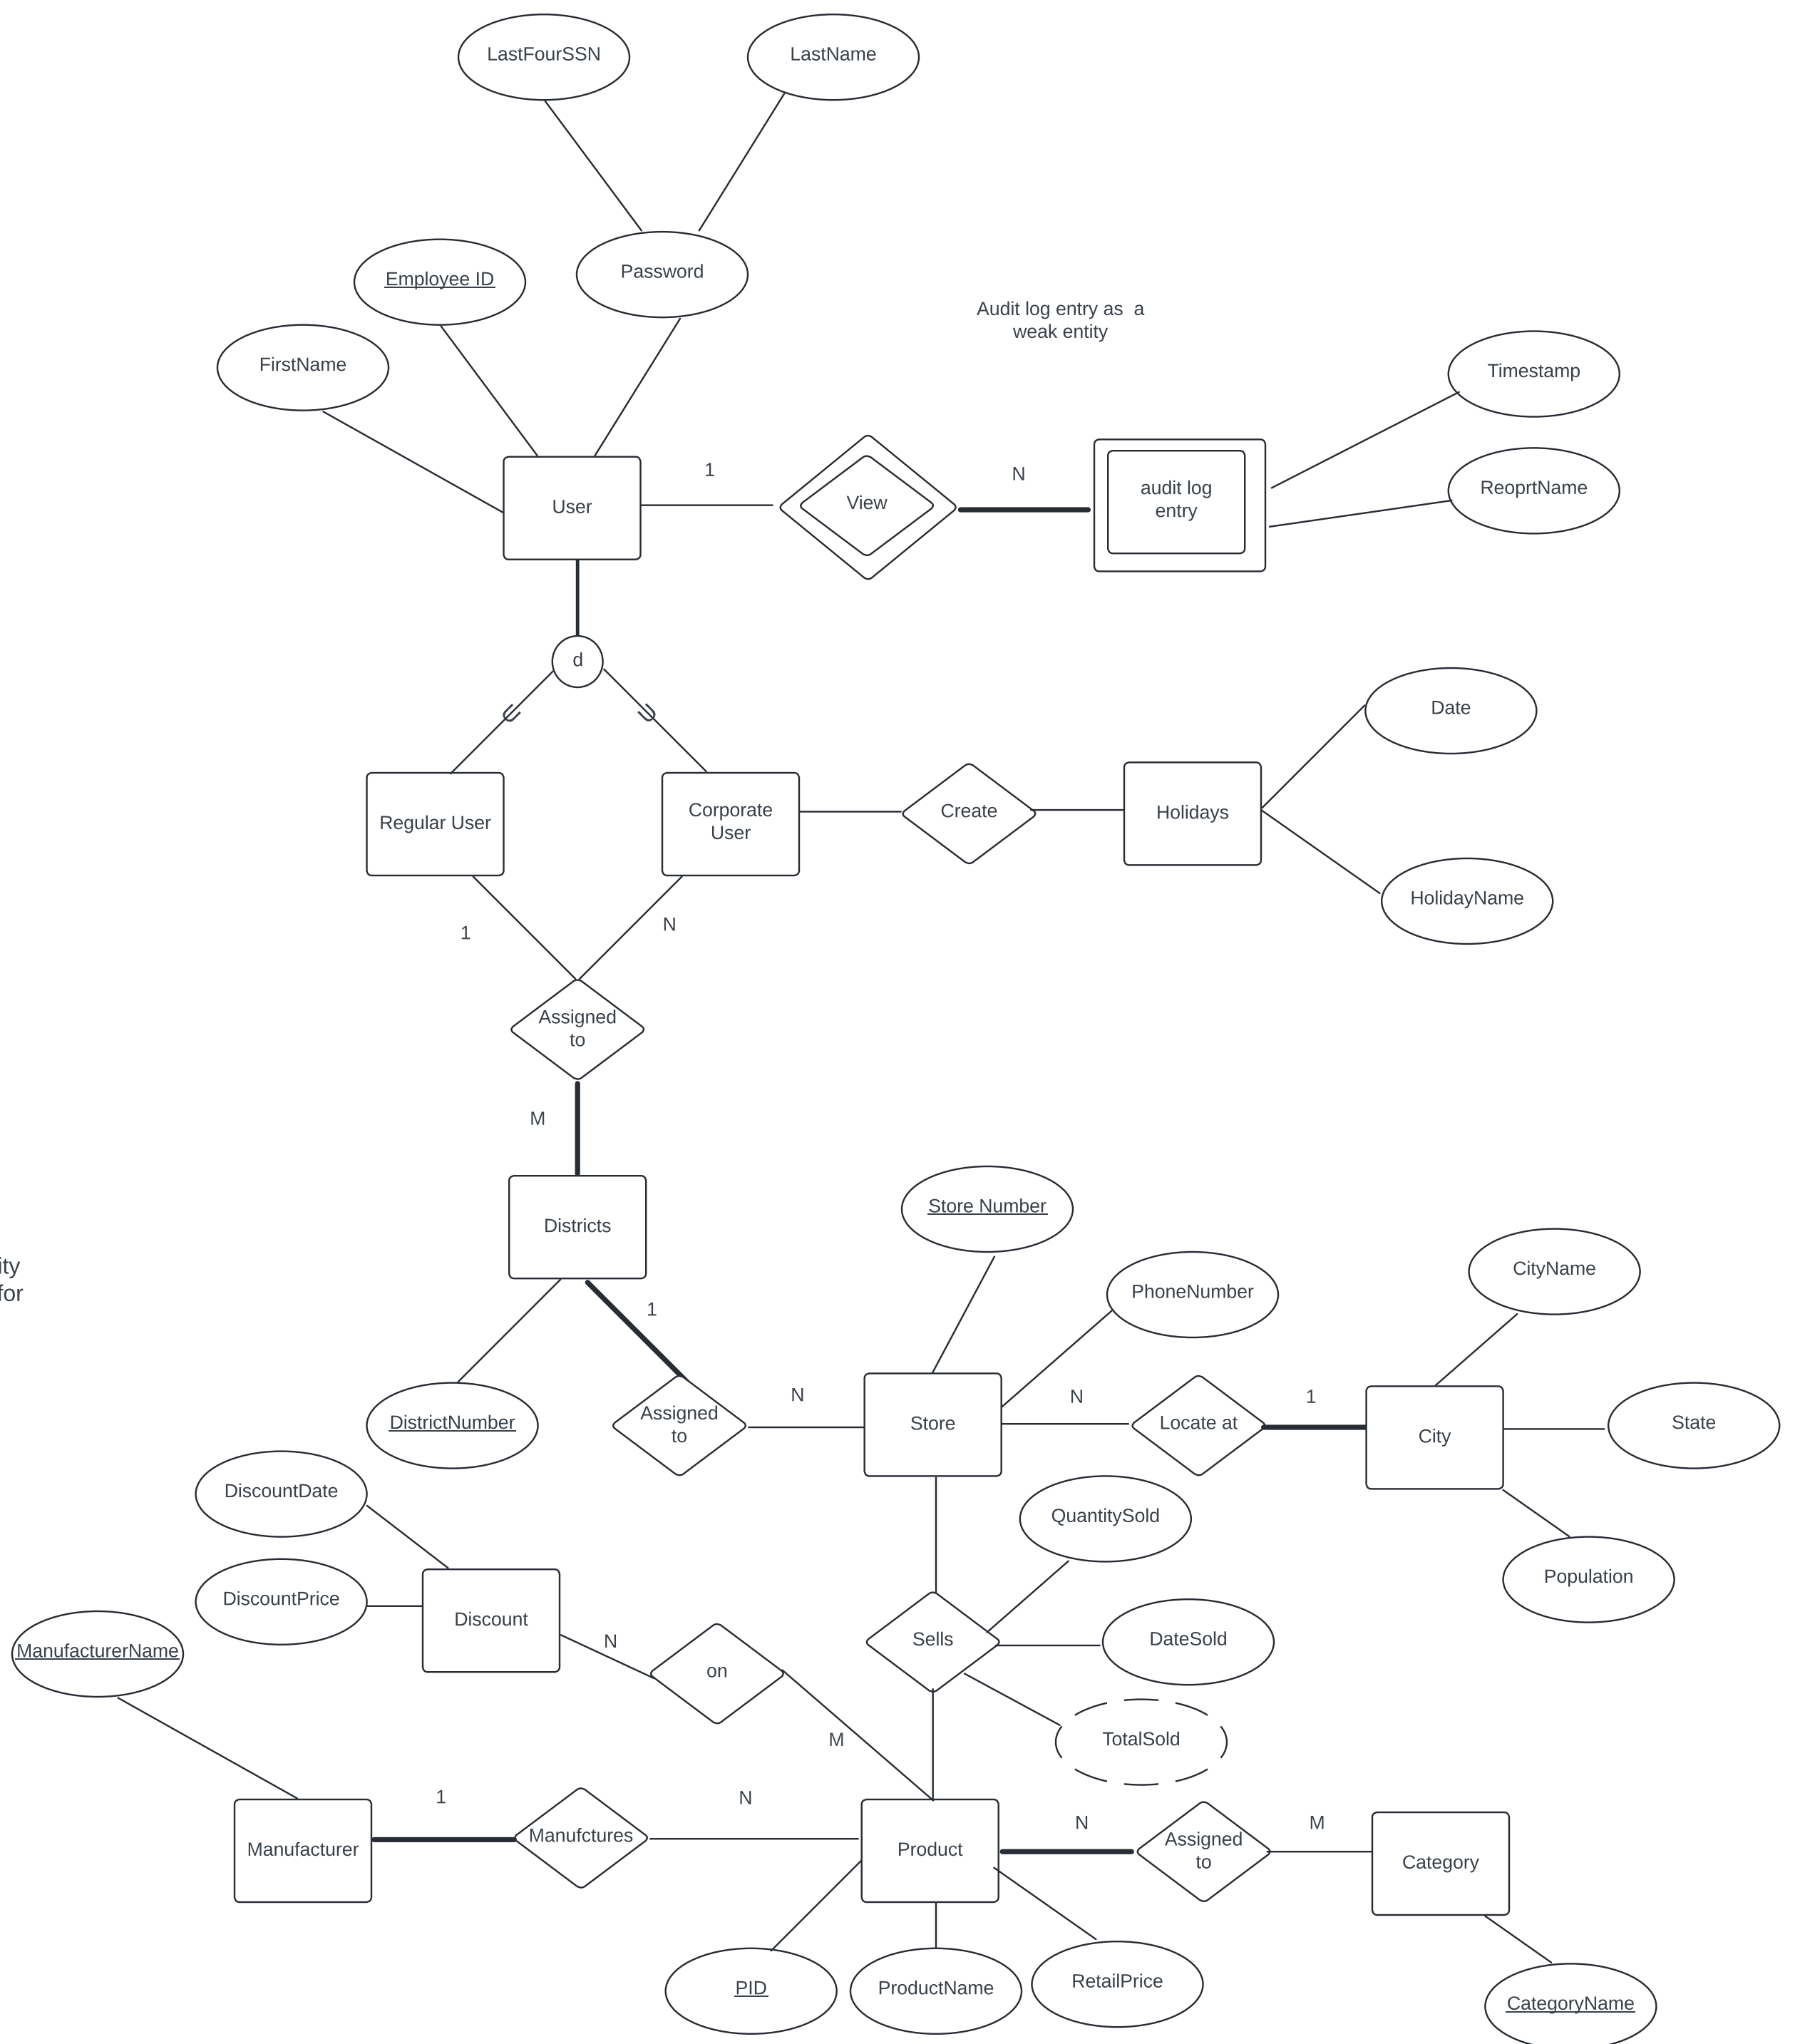 LastFourSSN
LastName
Employee ID
Password
FirstName
Audit log entry as  a
weak entity
Timestamp
ReoprtName
User
1
View
N
audit log
entry
d
Date
Regular User
Corporate
User
Create
Holidays
HolidayName
1
N
Assigned
to
M
Districts
Store Number
PhoneNumber
CityName
ity
for
1
DistrictNumber
Assigned
to
N
Store
N
Locate at
1
City
State
DiscountDate
DiscountPrice
Discount
QuantitySold
Population
ManufacturerName
N
on
Sells
DateSold
M
TotalSold
Manufacturer
1
Manufctures
N
Product
N
Assigned
to
M
Category
PID
ProductName
RetailPrice
CategoryName